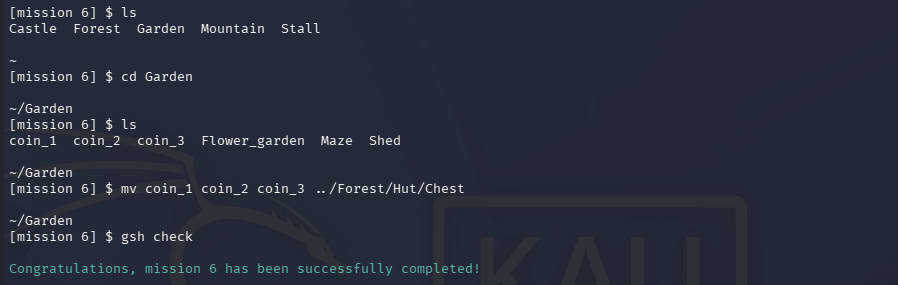 [mission 6] $ ls
Castle  Forest  Garden  Mountain  Stall
~
[mission 6] $ cd Garden
~/Garden
[mission 6] $ ls
coin_1  coin_2  coin_3  Flower_garden  Maze  Shed
~/Garden
[mission 6] $ mv coin_1 coin_2 coin_3 ../Forest/Hut/Chest
~/Garden
[mission 6] $ gsh check
Congratulations, mission 6 has been successfully completed!
KALI